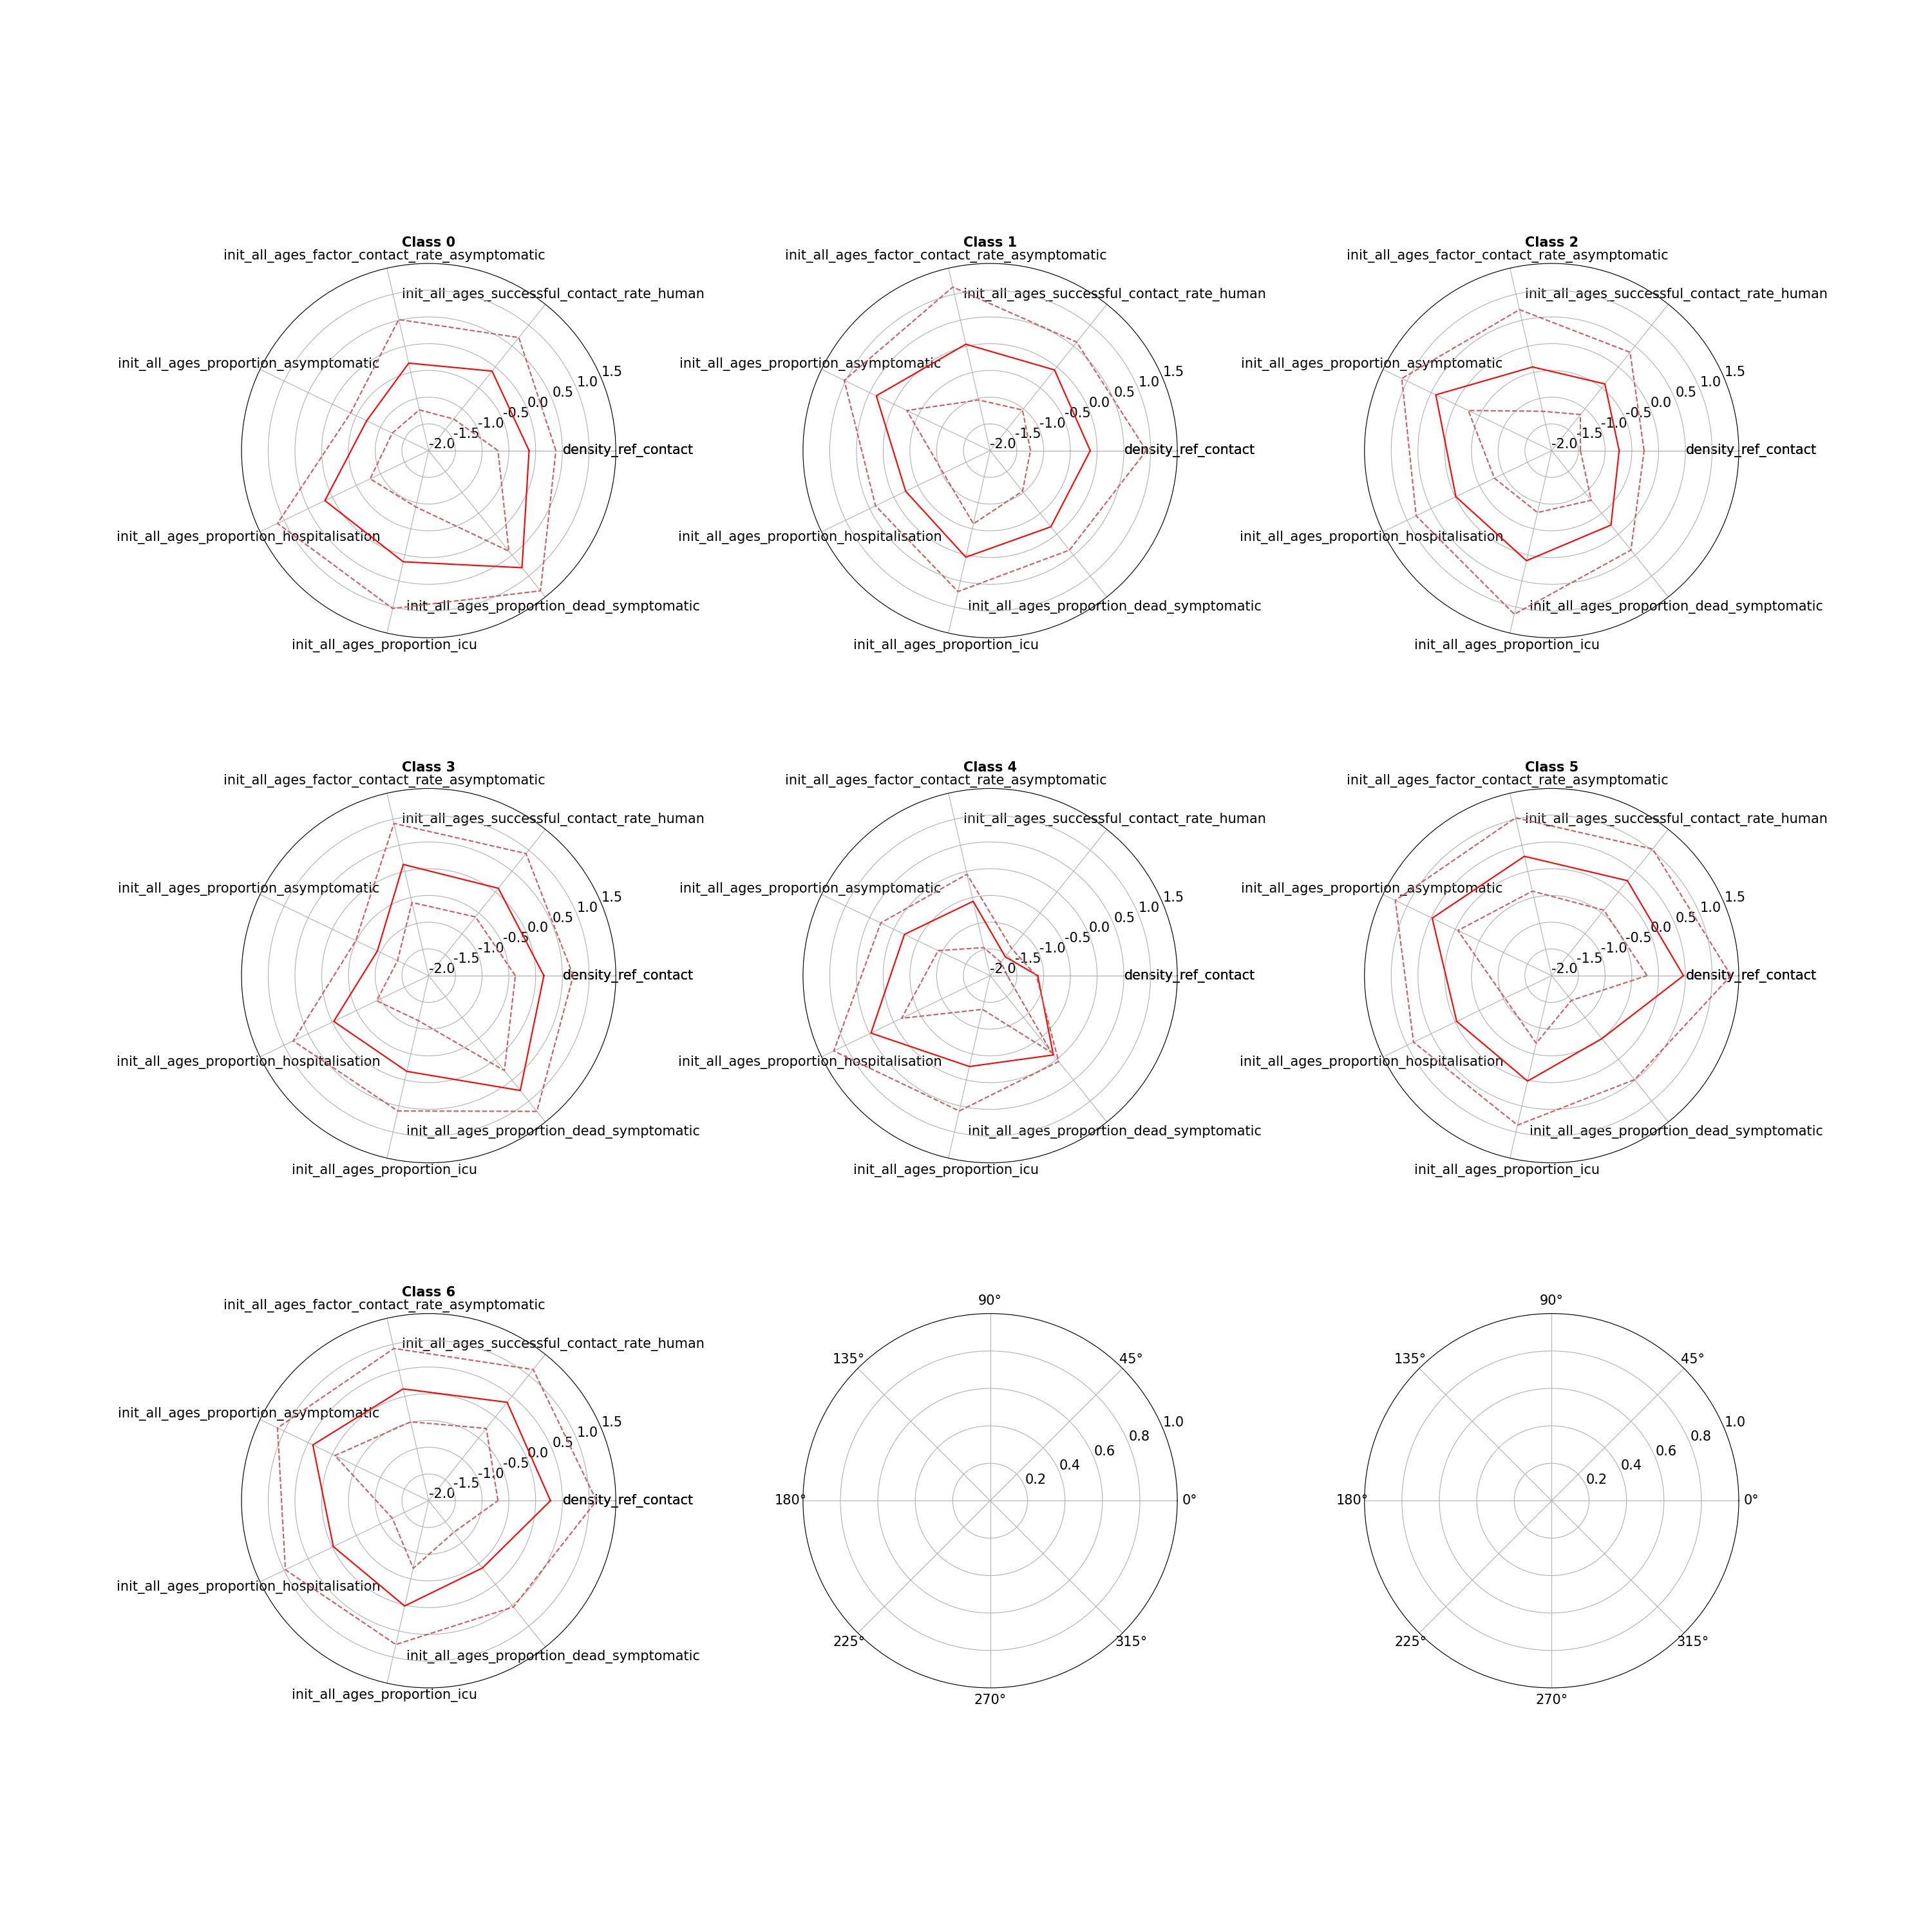 Class 0
init_all_ages_factor_contact_rate_asymptomatic
init_all_ages_successful_contact_rate_human
init_all_ages_proportion_asymptomatic
1.5
1.0
0.5
0.0
-0.5
-1.0
-1.5
-2.0
density_ref_contact
init_all_ages_proportion_hospitalisation
init_all_ages_proportion_dead_symptomatic
init_all_ages_proportion_icu
Class 1
init_all_ages_factor_contact_rate_asymptomatic
init_all_ages_successful_contact_rate_human
init_all_ages_proportion_asymptomatic
1.5
1.0
0.5
0.0
-0.5
-1.0
-1.5
-2.0
density_ref_contact
init_all_ages_proportion_hospitalisation
init_all_ages_proportion_dead_symptomatic
init_all_ages_proportion_icu
Class 2
init_all_ages_factor_contact_rate_asymptomatic
init_all_ages_successful_contact_rate_human
init_all_ages_proportion_asymptomatic
1.5
1.0
0.5
0.0
-0.5
-1.0
-1.5
-2.0
density_ref_contact
init_all_ages_proportion_hospitalisation
init_all_ages_proportion_dead_symptomatic
init_all_ages_proportion_icu
Class 3
init_all_ages_factor_contact_rate_asymptomatic
init_all_ages_successful_contact_rate_human
init_all_ages_proportion_asymptomatic
1.5
1.0
0.5
0.0
-0.5
-1.0
-1.5
-2.0
density_ref_contact
init_all_ages_proportion_hospitalisation
init_all_ages_proportion_dead_symptomatic
init_all_ages_proportion_icu
Class 4
init_all_ages_factor_contact_rate_asymptomatic
init_all_ages_successful_contact_rate_human
init_all_ages_proportion_asymptomatic
1.5
1.0
0.5
0.0
-0.5
-1.0
-1.5
-2.0
density_ref_contact
init_all_ages_proportion_hospitalisation
init_all_ages_proportion_dead_symptomatic
init_all_ages_proportion_icu
Class 5
init_all_ages_factor_contact_rate_asymptomatic
init_all_ages_successful_contact_rate_human
init_all_ages_proportion_asymptomatic
1.5
1.0
0.5
0.0
-0.5
-1.0
-1.5
-2.0
density_ref_contact
init_all_ages_proportion_hospitalisation
init_all_ages_proportion_dead_symptomatic
init_all_ages_proportion_icu
Class 6
init_all_ages_factor_contact_rate_asymptomatic
init_all_ages_successful_contact_rate_human
init_all_ages_proportion_asymptomatic
1.5
1.0
0.5
0.0
-0.5
-1.0
-1.5
-2.0
density_ref_contact
init_all_ages_proportion_hospitalisation
init_all_ages_proportion_dead_symptomatic
init_all_ages_proportion_icu
90°
135°
45°
1.0
0.8
0.6
0.4
0.2
180°
0°
225°
315°
270°
90°
135°
45°
1.0
0.8
0.6
0.4
0.2
180°
0°
225°
315°
270°